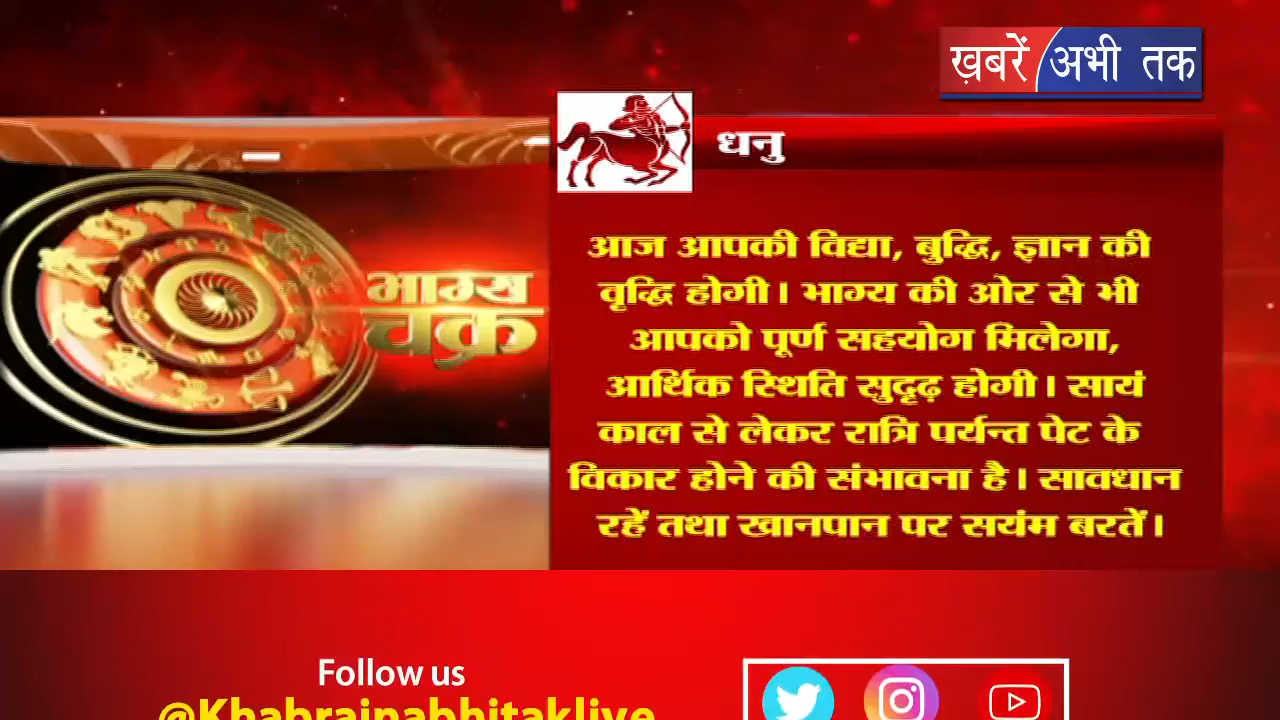 ख़बरें अभी तक
धनु
भाग्य
चक्र
आज आपकी विद्या, बुद्धि, ज्ञान की
वृद्धि होगी। भाग्य की ओर से भी
आपको पूर्ण सहयोग मिलेगा,
आर्थिक स्थिति सुदृढ़ होगी। सायं
काल से लेकर रात्रि पर्यन्त पेट के
विकार होने की संभावना है। सावधान
रहें तथा खानपान पर सयंम बरतें।
Follow us
@Khabrainabhitaklive